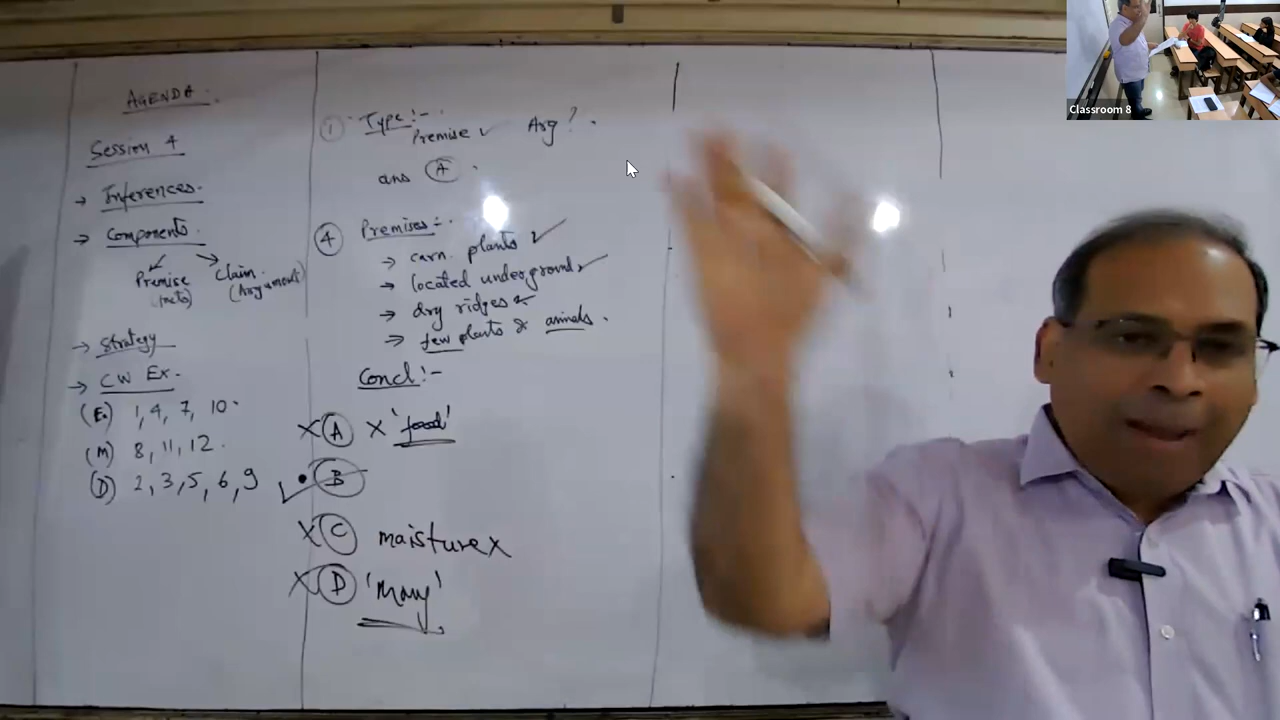 AGENDA.
Session 4
→ Inferences.
→ Components.
Premise
Claim.
(Argument)
→ Strategy
→ CW Ex.
(E) 1, 4, 7, 10.
(M) 8, 11, 12.
(D) 2, 3, 5, 6, 9
① Type:-
Premise ✓ Arg?.
ans Ⓐ.
④ Premises:-
→ carn. plants ✓
→ located underground ✓
→ dry ridges ✓
→ few plants & animals.
Concl:-
X Ⓐ X 'food'
✓ Ⓑ
X Ⓒ maisture X
X Ⓓ 'Many'
Classroom 8